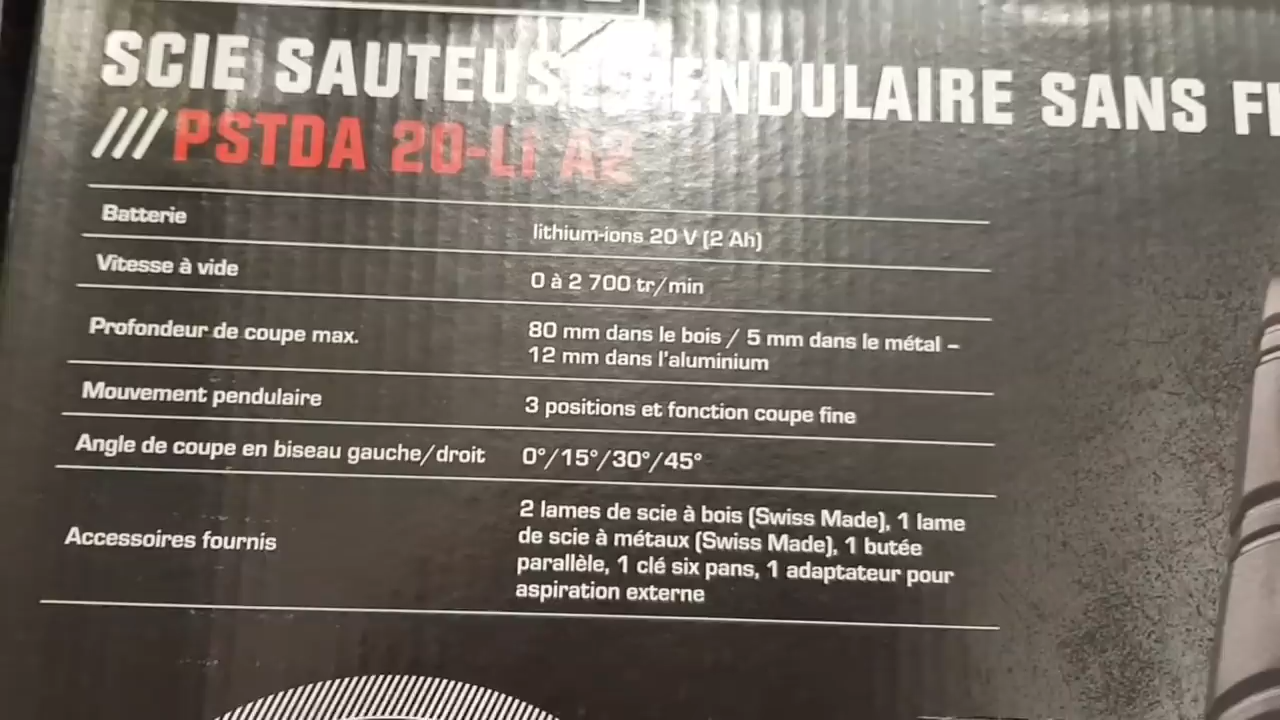 SCIE SAUTEUSE PENDULAIRE SANS FI
/// PSTDA 20-LI A2
Batterie lithium-ions 20 V (2 Ah)
Vitesse à vide 0 à 2 700 tr/min
Profondeur de coupe max. 80 mm dans le bois / 5 mm dans le métal –
12 mm dans l'aluminium
Mouvement pendulaire 3 positions et fonction coupe fine
Angle de coupe en biseau gauche/droit 0°/15°/30°/45°
Accessoires fournis 2 lames de scie à bois (Swiss Made), 1 lame
de scie à métaux (Swiss Made), 1 butée
parallèle, 1 clé six pans, 1 adaptateur pour
aspiration externe